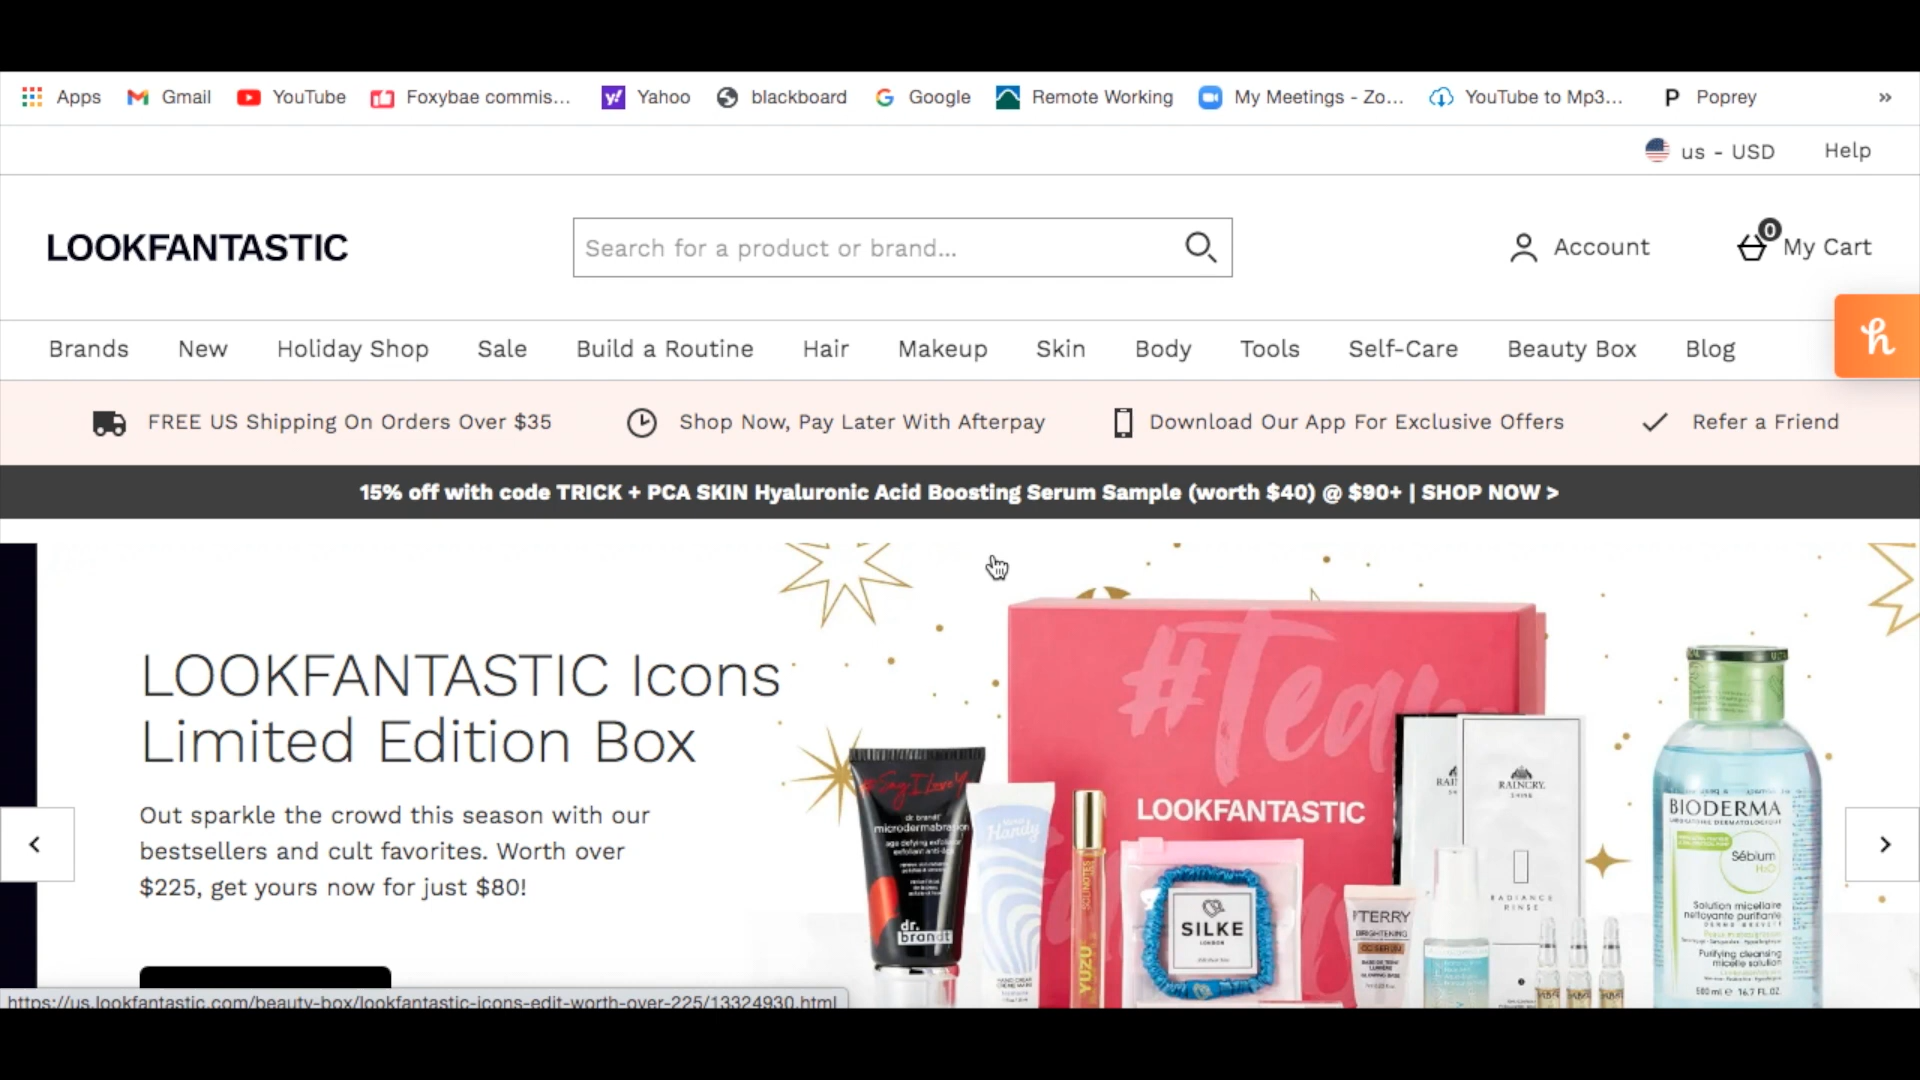 Apps Gmail YouTube Foxybae commis... Yahoo blackboard Google Remote Working My Meetings - Zo... YouTube to Mp3... Poprey »
us - USD Help
LOOKFANTASTIC Search for a product or brand... Account 0 My Cart
Brands New Holiday Shop Sale Build a Routine Hair Makeup Skin Body Tools Self-Care Beauty Box Blog
FREE US Shipping On Orders Over $35 Shop Now, Pay Later With Afterpay Download Our App For Exclusive Offers Refer a Friend
15% off with code TRICK + PCA SKIN Hyaluronic Acid Boosting Serum Sample (worth $40) @ $90+ | SHOP NOW >
LOOKFANTASTIC Icons
Limited Edition Box
Out sparkle the crowd this season with our
bestsellers and cult favorites. Worth over
$225, get yours now for just $80!
https://us.lookfantastic.com/beauty-box/lookfantastic-icons-edit-worth-over-225/13324930.html
#Team
LOOKFANTASTIC
dr. brandt
microdermabrasion
dr.
brandt
Handy
YUZU
SILKE
LONDON
BY TERRY
BRIGHTENING
CC SERUM
RAINCRY
SHINE
RADIANCE
RINSE
BIODERMA
Sébium
H2O
Solution micellaire
nettoyante purifiante
Purifying cleansing
micelle solution
500 ml e 16.7 FL. OZ.